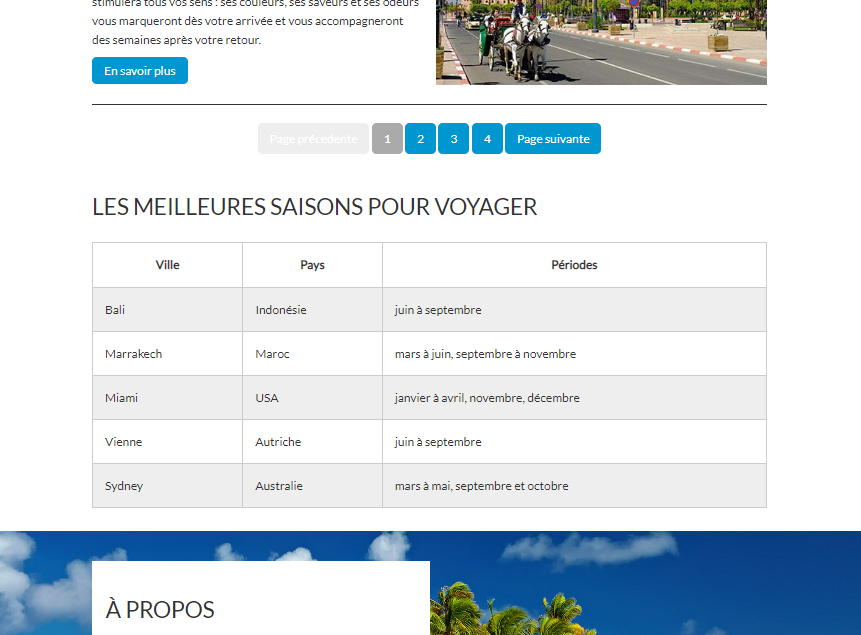 stimulera tous vos sens : ses couleurs, ses saveurs et ses odeurs
vous marqueront dès votre arrivée et vous accompagneront
des semaines après votre retour.
En savoir plus
Page précedente 1 2 3 4 Page suivante
LES MEILLEURES SAISONS POUR VOYAGER
Ville Pays Périodes
Bali Indonésie juin à septembre
Marrakech Maroc mars à juin, septembre à novembre
Miami USA janvier à avril, novembre, décembre
Vienne Autriche juin à septembre
Sydney Australie mars à mai, septembre et octobre
À PROPOS